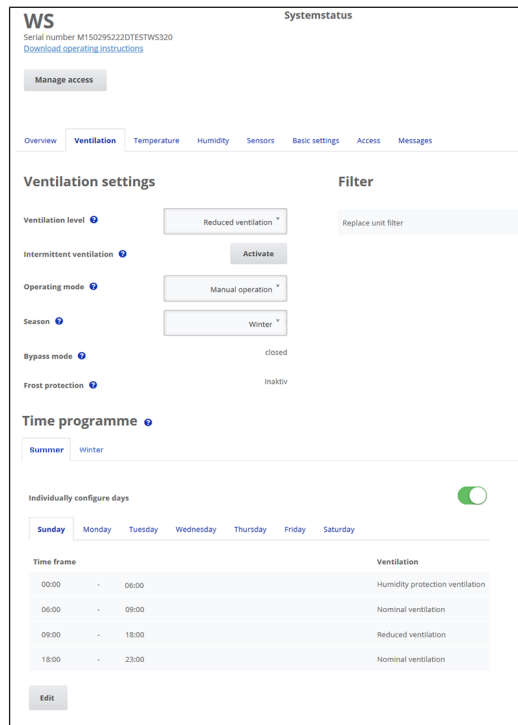 WS
Systemstatus
Serial number M15029S222DTESTWS320
Download operating instructions
Manage access
Overview Ventilation Temperature Humidity Sensors Basic settings Access Messages
Ventilation settings
Filter
Ventilation level ? Reduced ventilation
Replace unit filter
Intermittent ventilation ? Activate
Operating mode ? Manual operation
Season ? Winter
Bypass mode ? closed
Frost protection ? Inaktiv
Time programme ?
Summer Winter
Individually configure days
Sunday Monday Tuesday Wednesday Thursday Friday Saturday
Time frame Ventilation
00:00 - 06:00 Humidity protection ventilation
06:00 - 09:00 Nominal ventilation
09:00 - 18:00 Reduced ventilation
18:00 - 23:00 Nominal ventilation
Edit